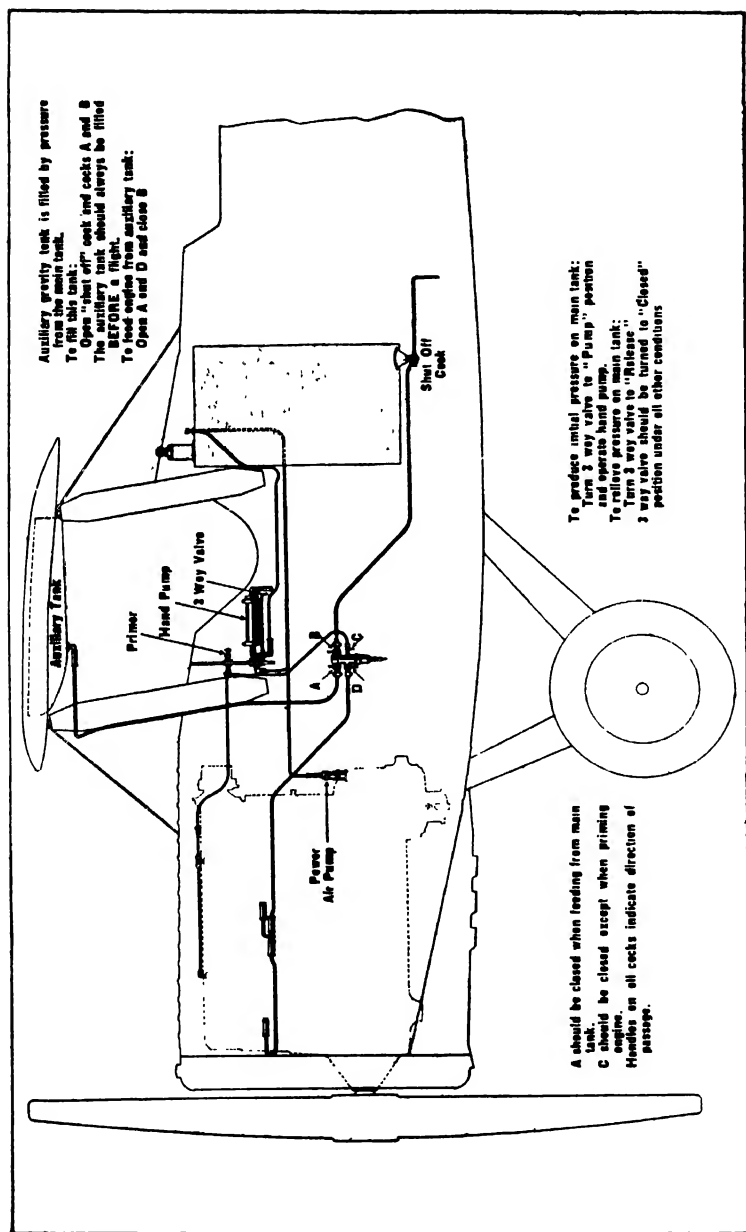 Auxiliary gravity tank is filled by pressure
from the main tank.
To fill this tank:
Open "shut off" cock and cocks A and B
The auxiliary tank should always be filled
BEFORE a flight.
To feed engine from auxiliary tank:
Open A and D and close B
Auxiliary Tank
Primer
Hand Pump
3 Way Valve
Shut Off
Cock
A
B
C
D
Power
Air Pump
To produce initial pressure on main tank:
Turn 3 way valve to "Pump" position
and operate hand pump.
To relieve pressure on main tank:
Turn 3 way valve to "Release"
3 way valve should be turned to "Closed"
position under all other conditions
A should be closed when feeding from main
tank.
C should be closed except when priming
engine.
Handles on all cocks indicate direction of
passage.